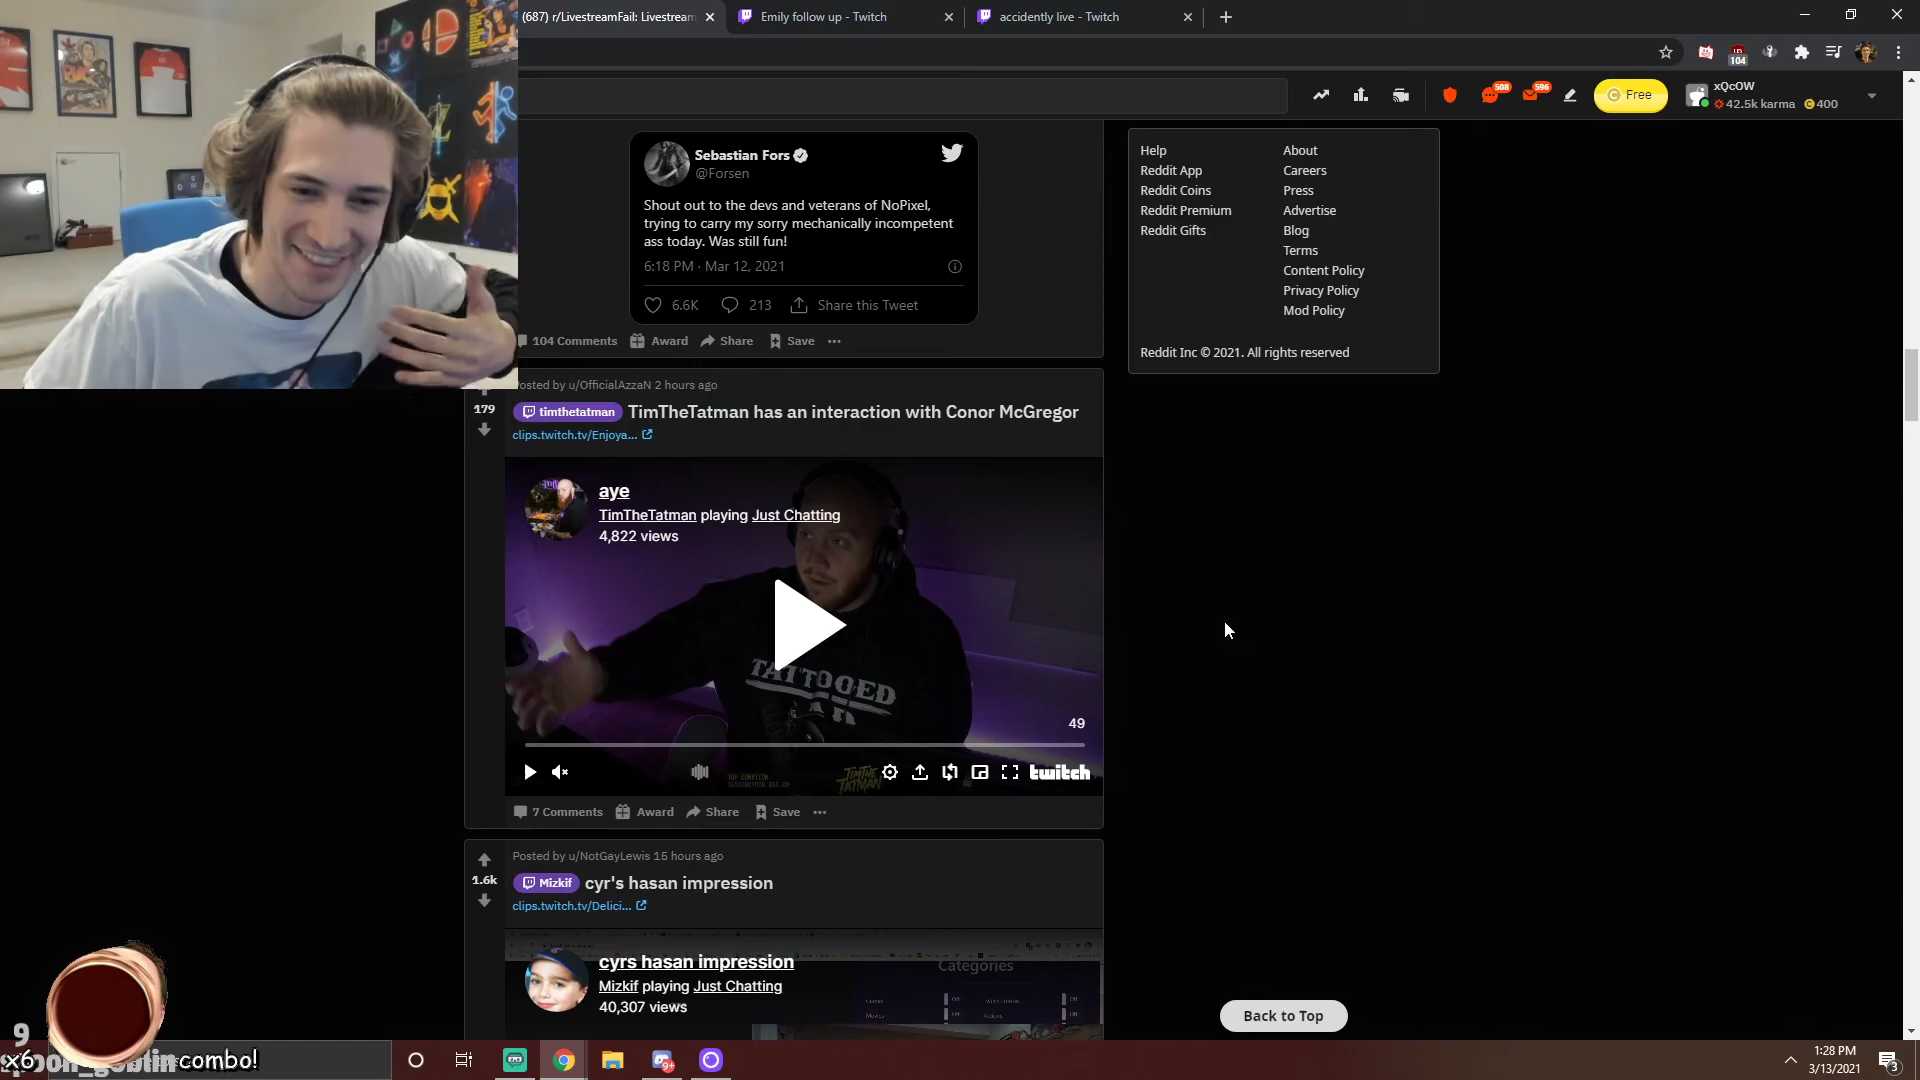 (687) r/LivestreamFail: Livestream
Emily follow up - Twitch
accidently live - Twitch
104
508
596
Free
xQcOW
42.5k karma
400
Sebastian Fors
@Forsen
Shout out to the devs and veterans of NoPixel,
trying to carry my sorry mechanically incompetent
ass today. Was still fun!
6:18 PM · Mar 12, 2021
6.6K
213
Share this Tweet
104 Comments
Award
Share
Save
Help
Reddit App
Reddit Coins
Reddit Premium
Reddit Gifts
About
Careers
Press
Advertise
Blog
Terms
Content Policy
Privacy Policy
Mod Policy
Reddit Inc © 2021. All rights reserved
osted by u/OfficialAzzaN 2 hours ago
179
timthetatman
TimTheTatman has an interaction with Conor McGregor
clips.twitch.tv/Enjoya...
aye
TimTheTatman playing Just Chatting
4,822 views
TATTOOED
49
TIMTHE
TATMAN
twitch
7 Comments
Award
Share
Save
Posted by u/NotGayLewis 15 hours ago
1.6k
Mizkif
cyr's hasan impression
clips.twitch.tv/Delici...
cyrs hasan impression
Mizkif playing Just Chatting
40,307 views
Categories
Back to Top
9
x6
combo!
9+
1:28 PM
3/13/2021
3